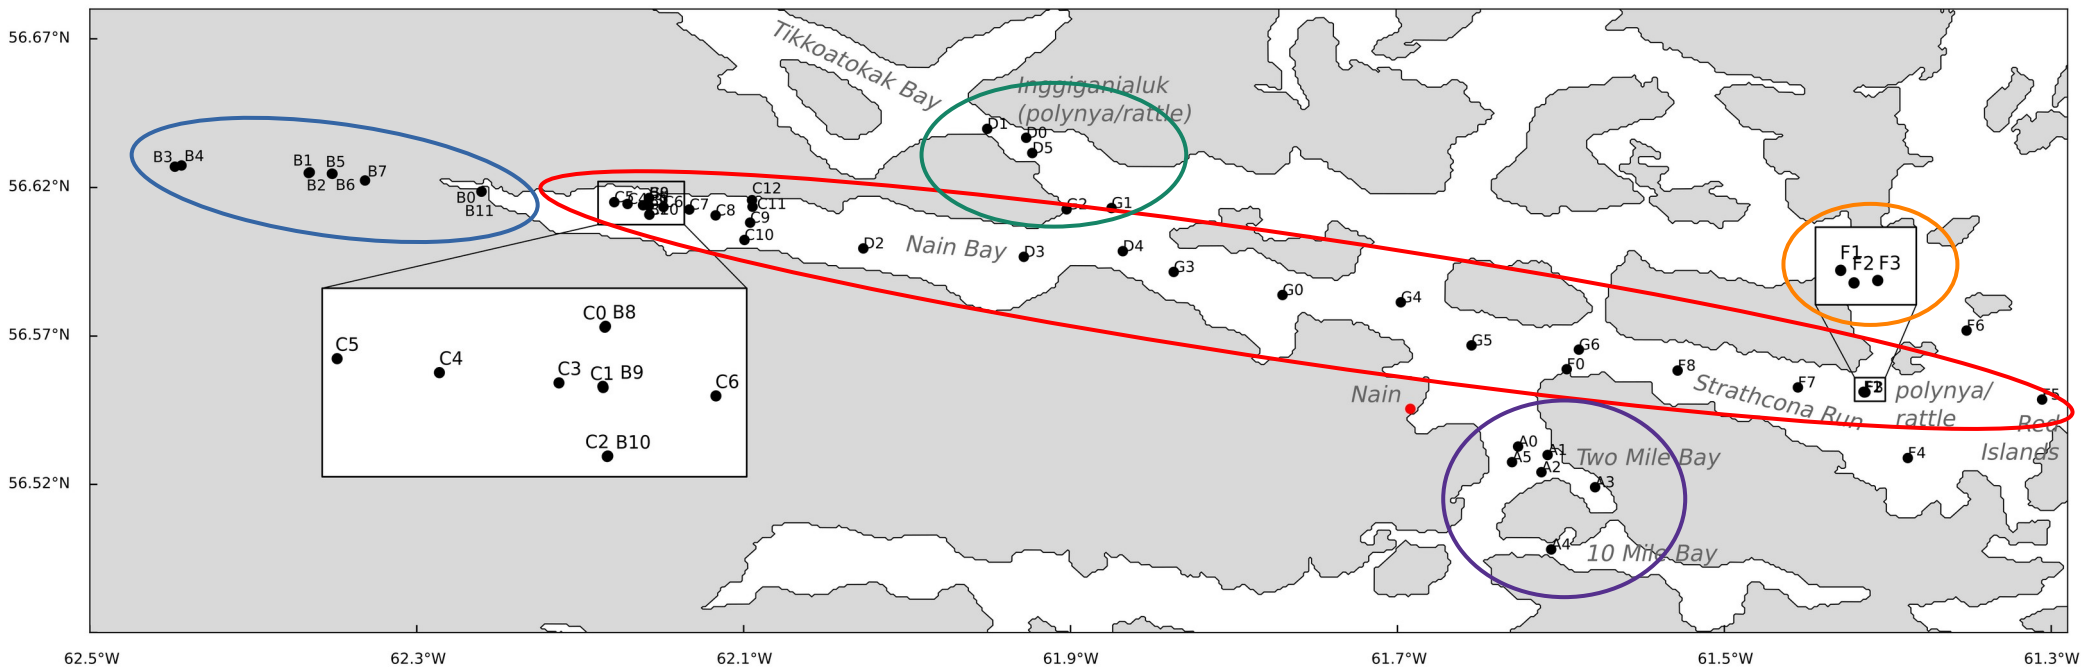 56.67°N
Tikkoatokak Bay
Inggiganialuk
(polynya/rattle)
D1
D0
D5
B3 B4
B1 B5
B7
B2 B6
56.62°N
B0
B11
B9
C5
C6
C7
C8
C12
C11
C9
C10
G2
G1
D2
Nain Bay
D3
D4
G3
G0
G4
F1
F2 F3
C0 B8
C5
C4
C3
C1 B9
C6
C2 B10
56.57°N
F6
G5
G6
F0
F8
F7
Strathcona Run
polynya/
rattle
Nain
Red
Islands
F4
A0
A1
A5
A2
A3
Two Mile Bay
56.52°N
A4
10 Mile Bay
62.5°W
62.3°W
62.1°W
61.9°W
61.7°W
61.5°W
61.3°W